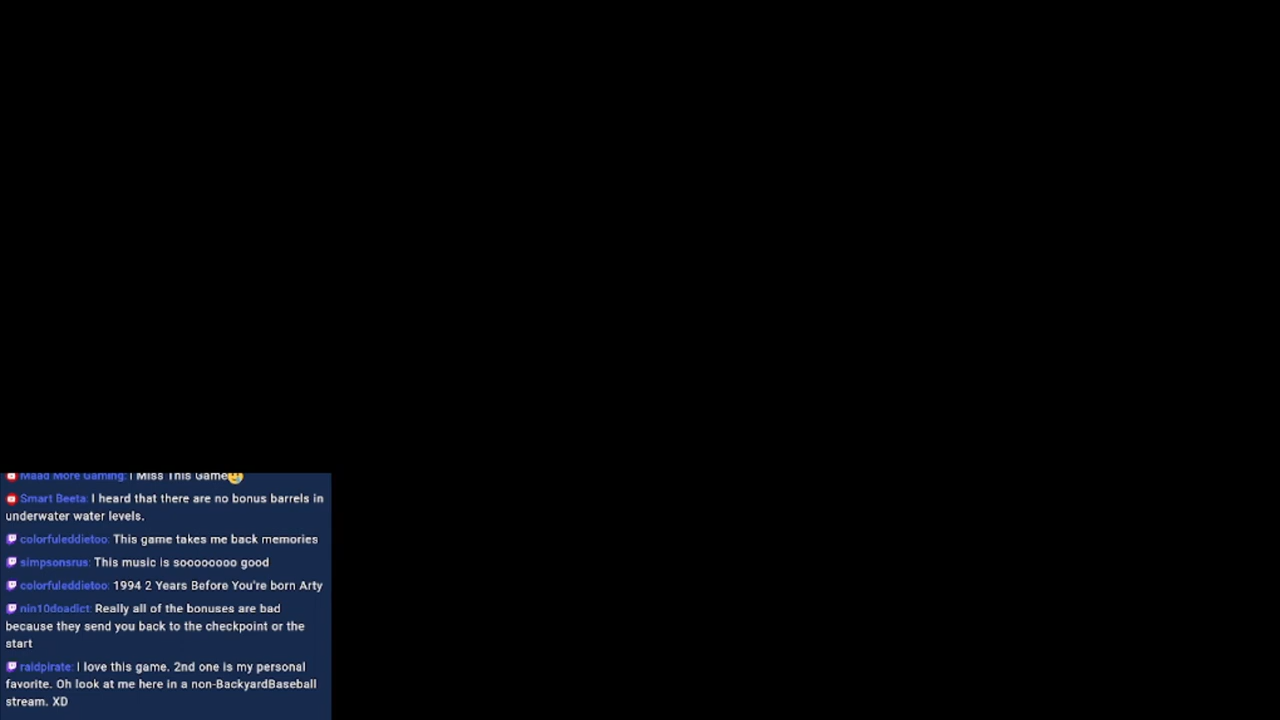 Maad More Gaming: I Miss This Game
Smart Beeta: I heard that there are no bonus barrels in
underwater water levels.
colorfuleddietoo: This game takes me back memories
simpsonsrus: This music is soooooooo good
colorfuleddietoo: 1994 2 Years Before You're born Arty
nin10doadict: Really all of the bonuses are bad
because they send you back to the checkpoint or the
start
raidpirate: I love this game. 2nd one is my personal
favorite. Oh look at me here in a non-BackyardBaseball
stream. XD